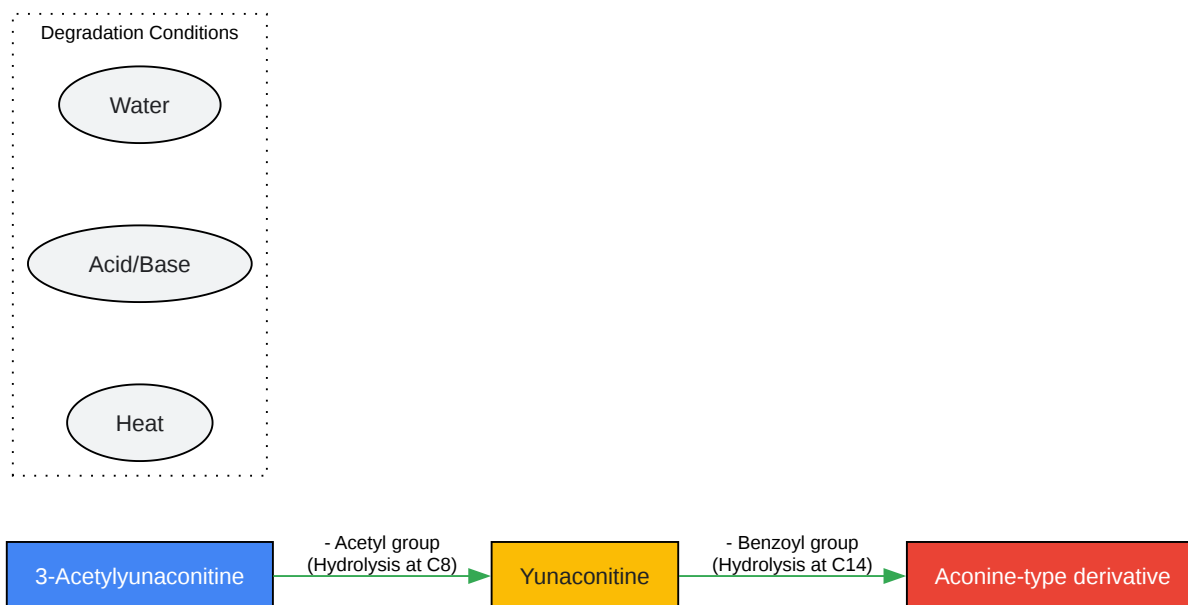 Degradation Conditions
Water
Acid/Base
Heat
3-Acetylyunaconitine
- Acetyl group
(Hydrolysis at C8)
Yunaconitine
- Benzoyl group
(Hydrolysis at C14)
Aconine-type derivative